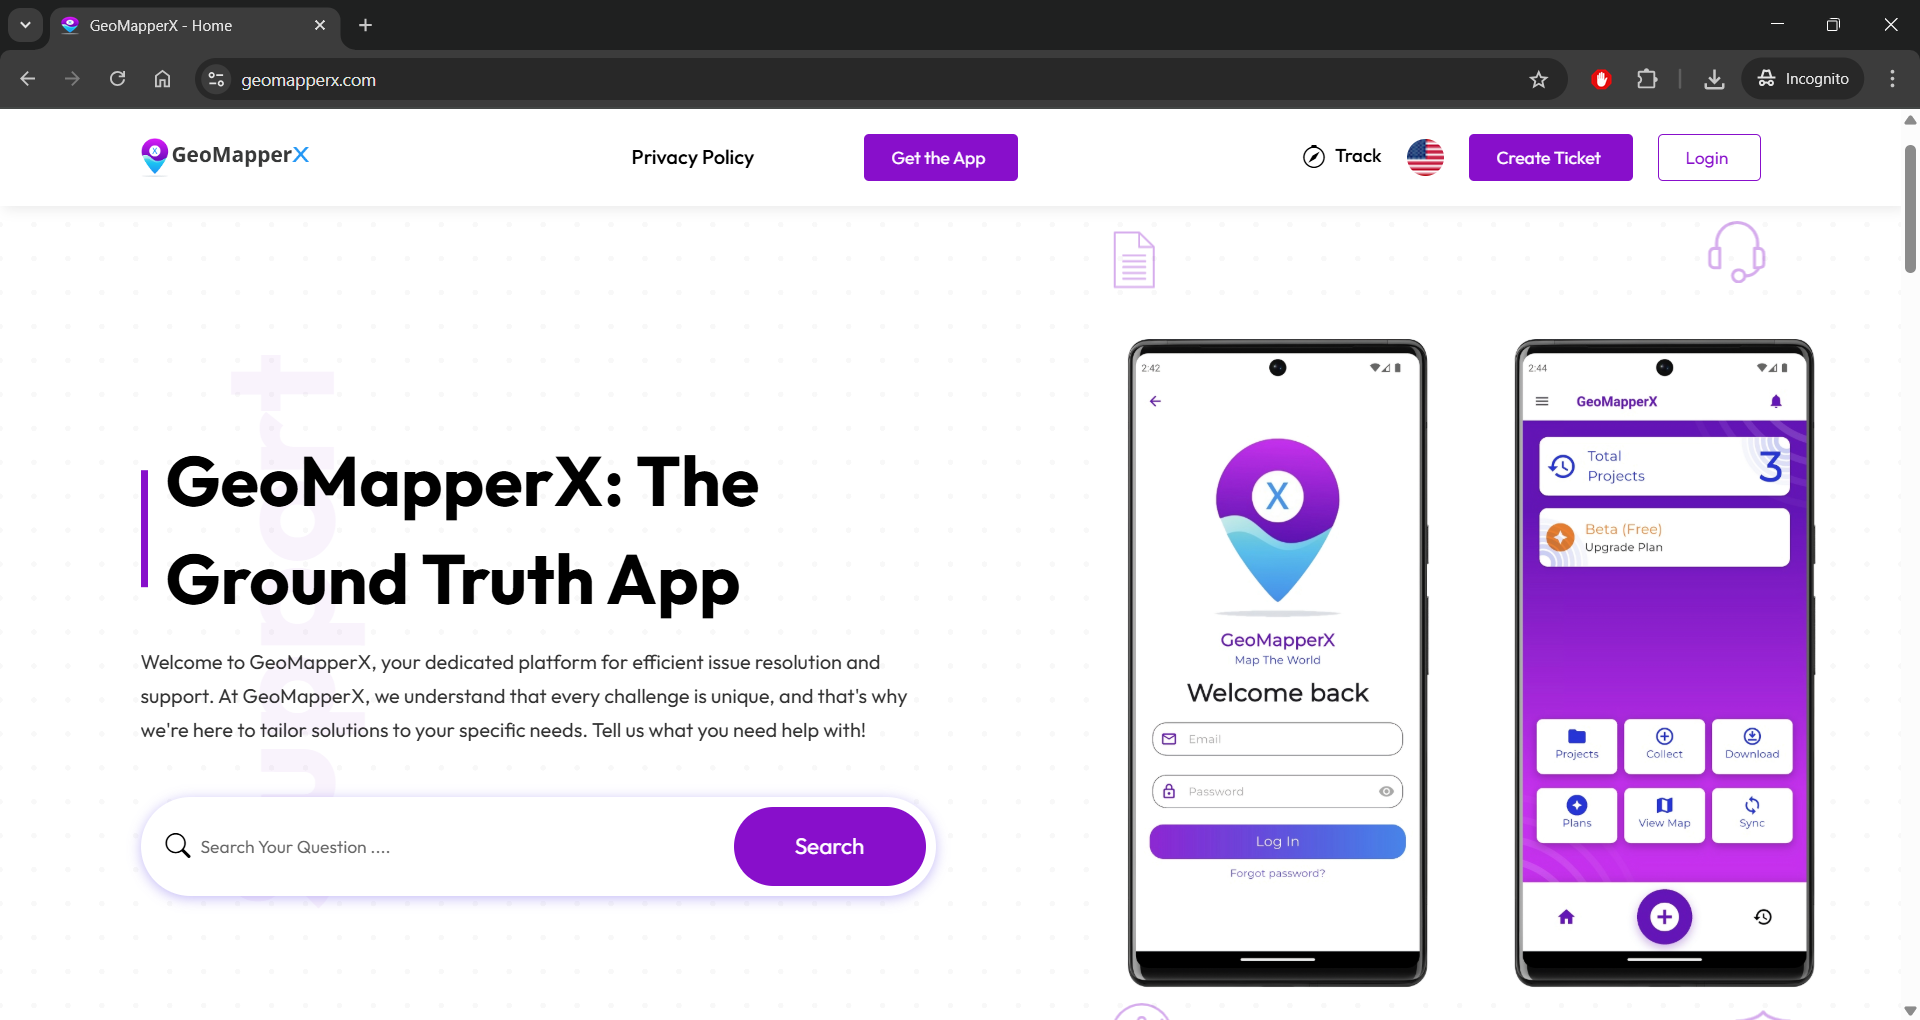 GeoMapperX - Home
geomapperx.com
Incognito
GeoMapperX
Privacy Policy
Get the App
Track
Create Ticket
Login
GeoMapperX: The
Ground Truth App
Welcome to GeoMapperX, your dedicated platform for efficient issue resolution and
support. At GeoMapperX, we understand that every challenge is unique, and that's why
we're here to tailor solutions to your specific needs. Tell us what you need help with!
Search Your Question ....
Search
2:42
X
GeoMapperX
Map The World
Welcome back
Email
Password
Log In
Forgot password?
2:44
GeoMapperX
Total
Projects
3
Beta (Free)
Upgrade Plan
Projects
Collect
Download
Plans
View Map
Sync